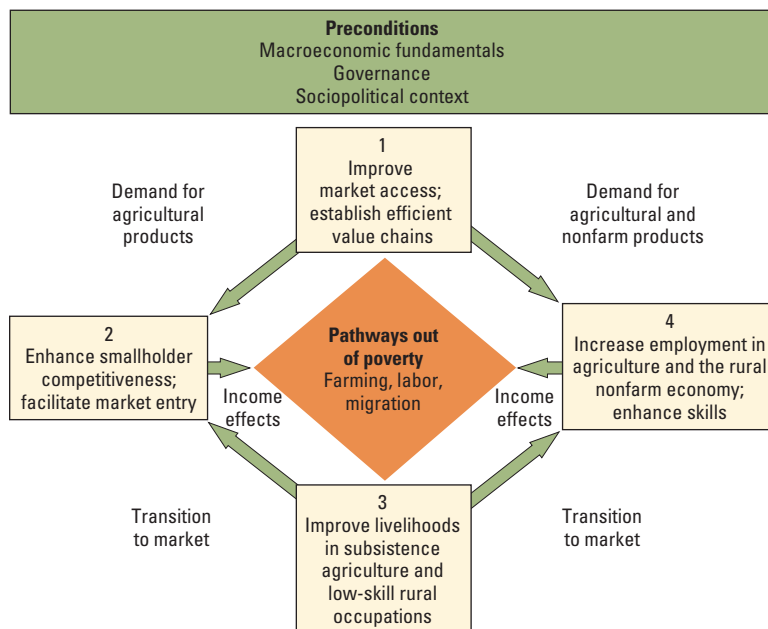 Preconditions
Macroeconomic fundamentals
Governance
Sociopolitical context
1
Improve
market access;
establish efficient
value chains
Demand for
agricultural
products
Demand for
agricultural and
nonfarm products
2
Enhance smallholder
competitiveness;
facilitate market entry
Pathways out
of poverty
Farming, labor,
migration
4
Increase employment in
agriculture and the rural
nonfarm economy;
enhance skills
Income
effects
Income
effects
3
Improve livelihoods
in subsistence
agriculture and
low-skill rural
occupations
Transition
to market
Transition
to market